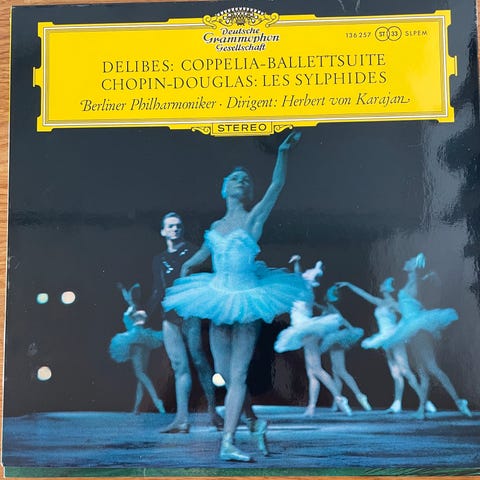 Deutsche
Grammophon
Gesellschaft
136 257 ST 33 SLPEM
DELIBES: COPPELIA-BALLETTSUITE
CHOPIN-DOUGLAS: LES SYLPHIDES
Berliner Philharmoniker · Dirigent: Herbert von Karajan
STEREO